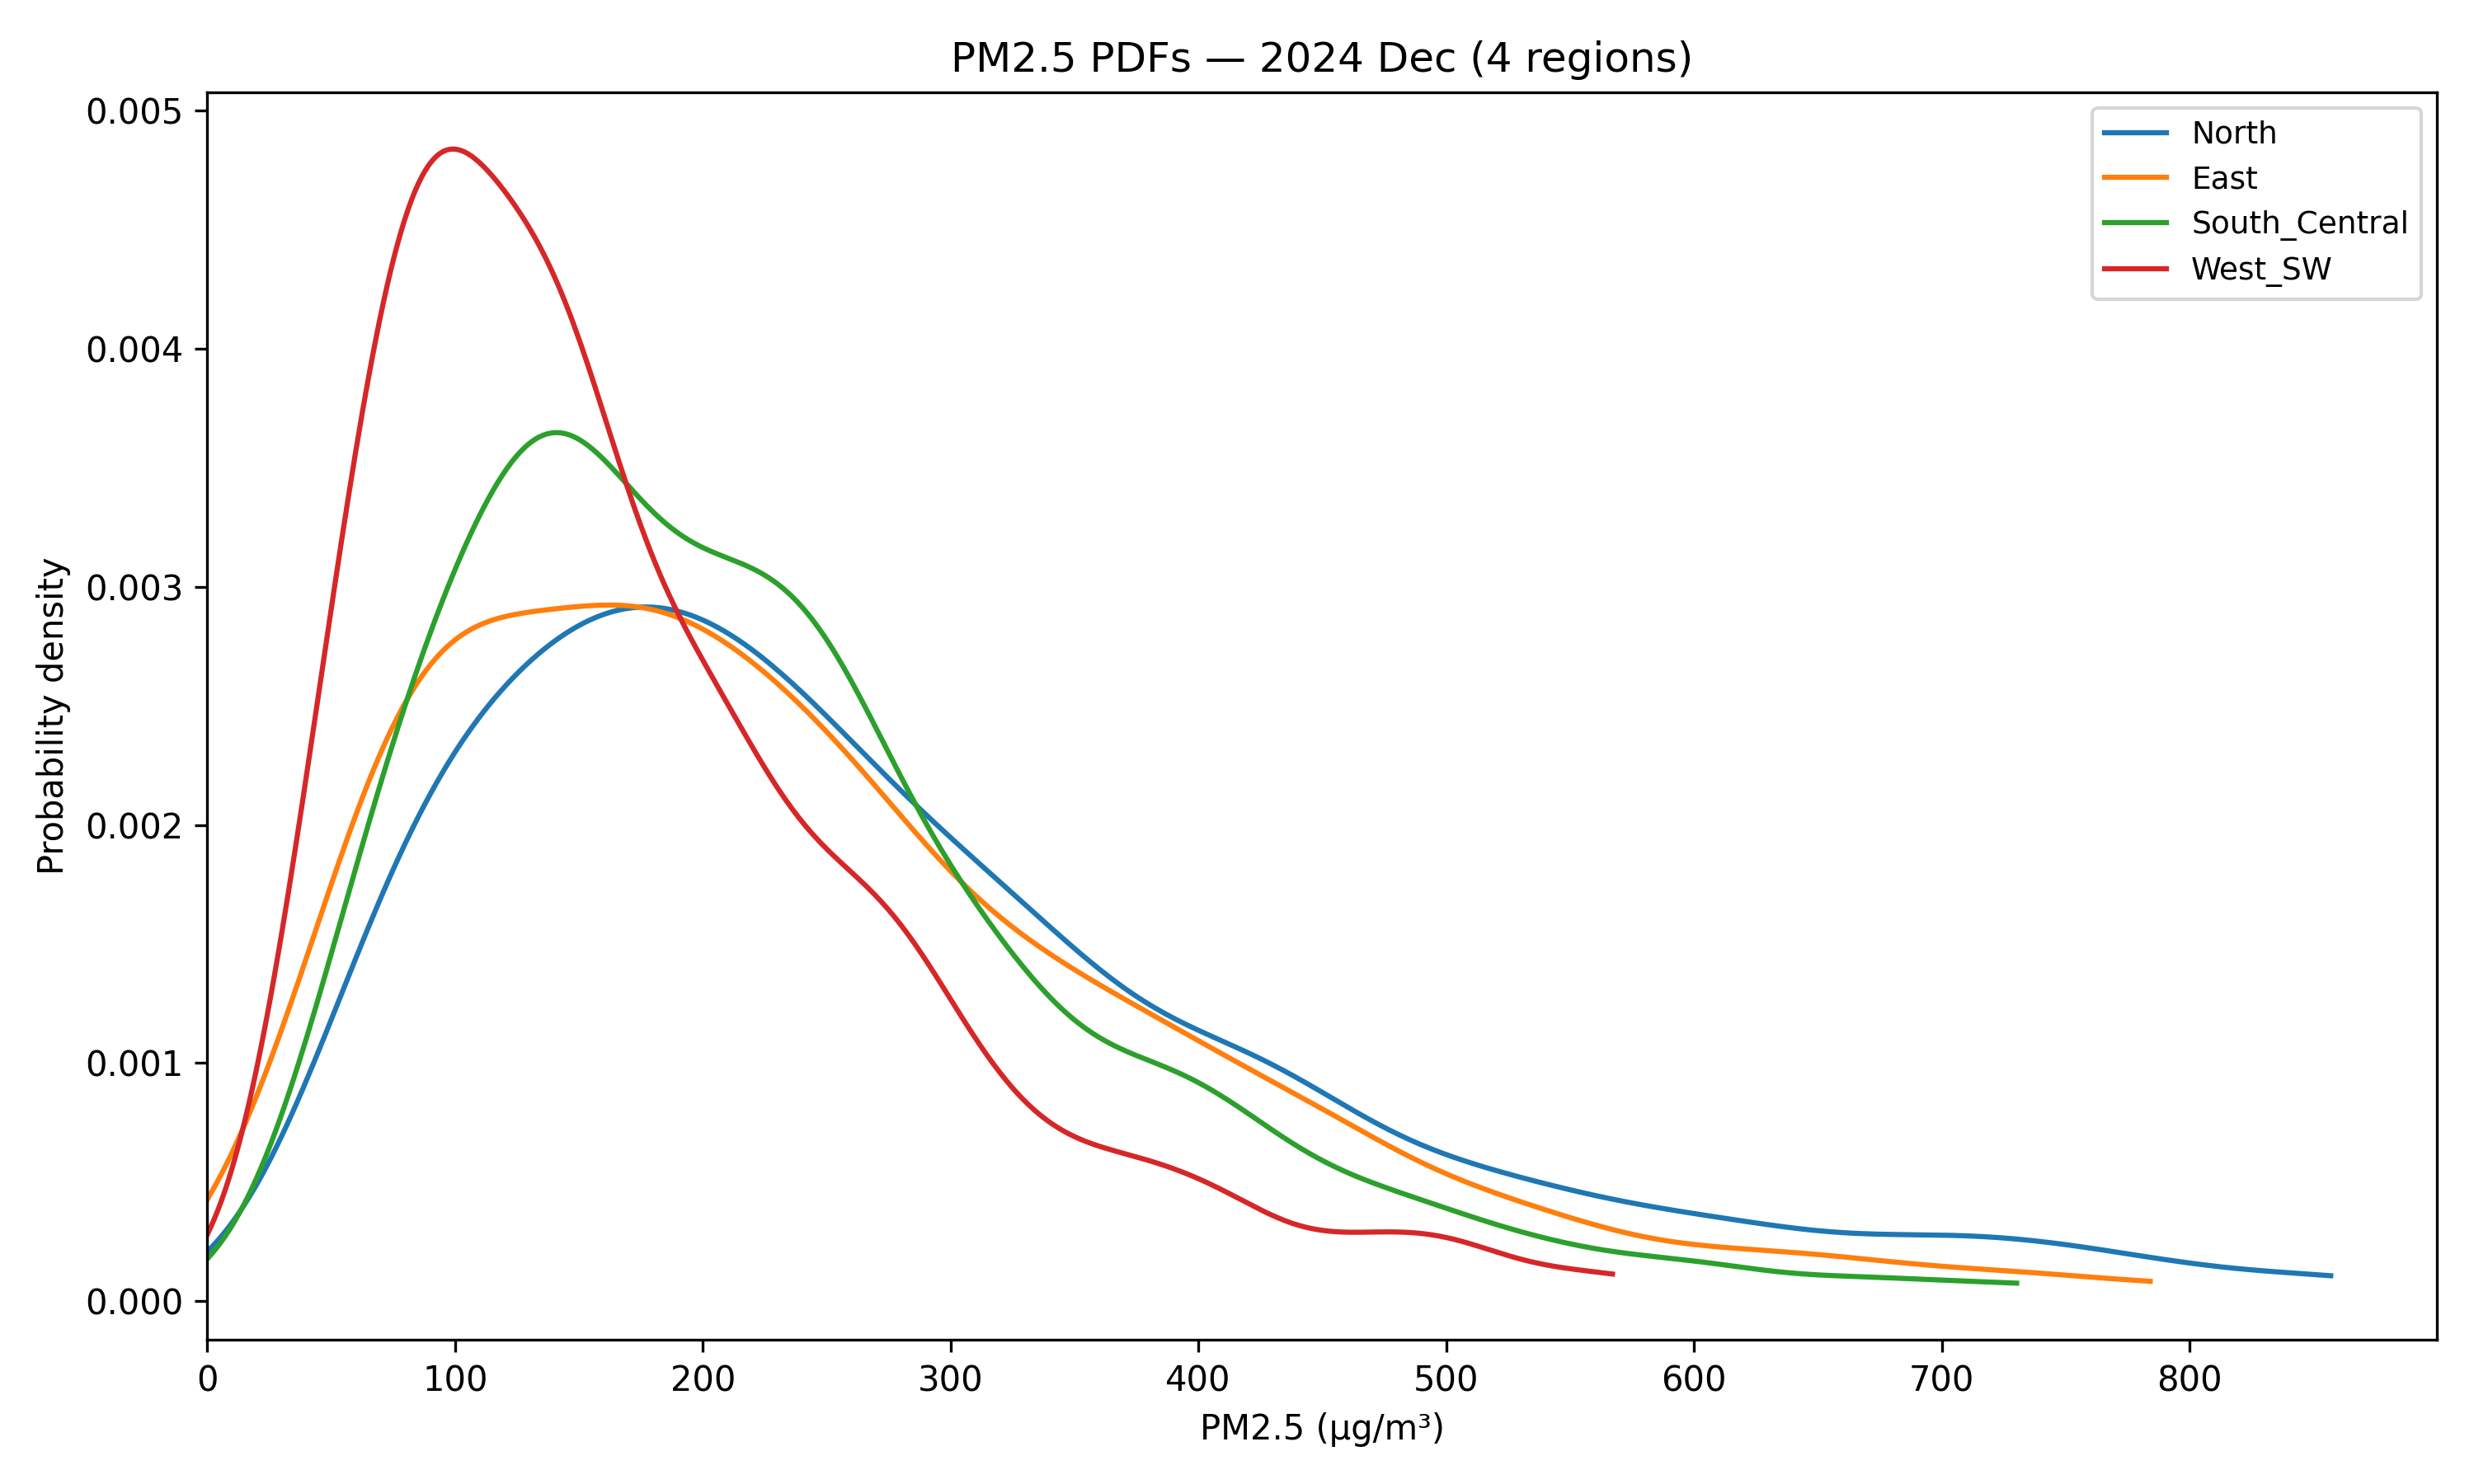 PM2.5 PDFs — 2024 Dec (4 regions)
0.005
0.004
0.003
0.002
0.001
0.000
Probability density
North
East
South_Central
West_SW
0 100 200 300 400 500 600 700 800
PM2.5 (µg/m³)